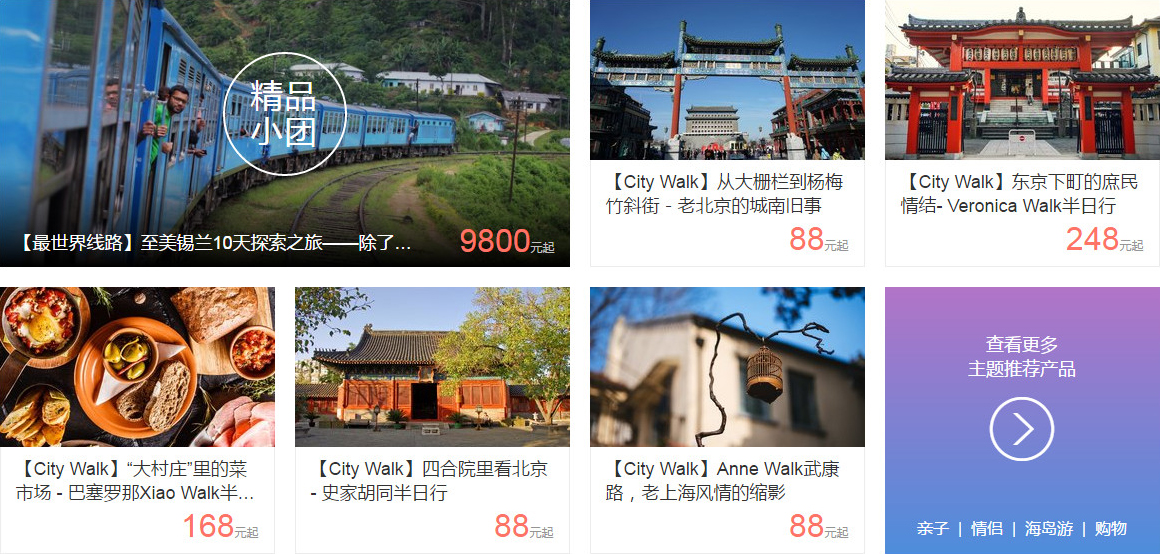 精品
小团
【最世界线路】至美锡兰10天探索之旅——除了...
9800元起
【City Walk】从大栅栏到杨梅
竹斜街 - 老北京的城南旧事
88元起
【City Walk】东京下町的庶民
情结- Veronica Walk半日行
248元起
【City Walk】“大村庄”里的菜
市场 - 巴塞罗那Xiao Walk半...
168元起
【City Walk】四合院里看北京
- 史家胡同半日行
88元起
【City Walk】Anne Walk武康
路，老上海风情的缩影
88元起
查看更多
主题推荐产品
亲子 | 情侣 | 海岛游 | 购物